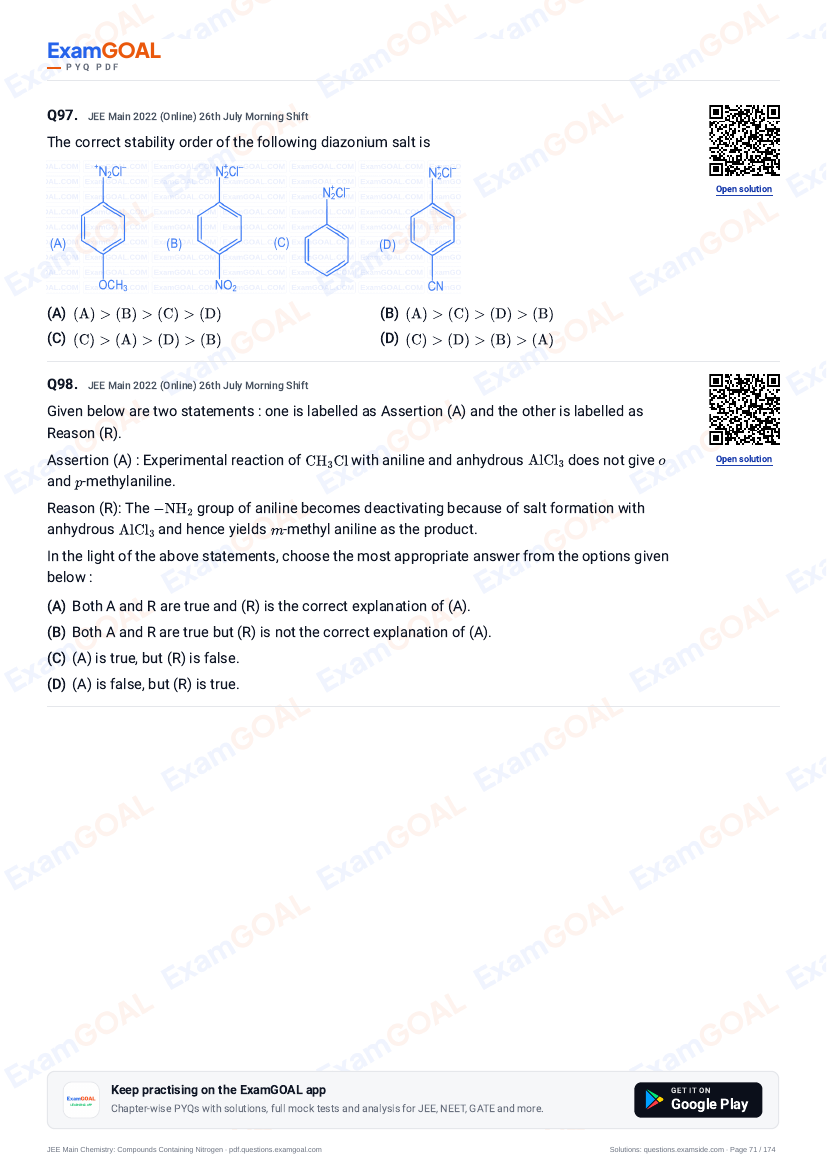 ExamGOAL
PYQ PDF
Q97. JEE Main 2022 (Online) 26th July Morning Shift
The correct stability order of the following diazonium salt is
Open solution
⁺N₂Cl⁻ N₂⁺Cl⁻ N₂⁺Cl⁻ N₂⁺Cl⁻
(A) (B) (C) (D)
OCH₃ NO₂ CN
(A) (A) > (B) > (C) > (D) (B) (A) > (C) > (D) > (B)
(C) (C) > (A) > (D) > (B) (D) (C) > (D) > (B) > (A)
Q98. JEE Main 2022 (Online) 26th July Morning Shift
Given below are two statements : one is labelled as Assertion (A) and the other is labelled as
Reason (R).
Open solution
Assertion (A) : Experimental reaction of CH₃Cl with aniline and anhydrous AlCl₃ does not give o
and p-methylaniline.
Reason (R): The −NH₂ group of aniline becomes deactivating because of salt formation with
anhydrous AlCl₃ and hence yields m-methyl aniline as the product.
In the light of the above statements, choose the most appropriate answer from the options given
below :
(A) Both A and R are true and (R) is the correct explanation of (A).
(B) Both A and R are true but (R) is not the correct explanation of (A).
(C) (A) is true, but (R) is false.
(D) (A) is false, but (R) is true.
ExamGOAL
Keep practising on the ExamGOAL app
Chapter-wise PYQs with solutions, full mock tests and analysis for JEE, NEET, GATE and more.
GET IT ON
Google Play
JEE Main Chemistry: Compounds Containing Nitrogen · pdf.questions.examgoal.com
Solutions: questions.examside.com · Page 71 / 174